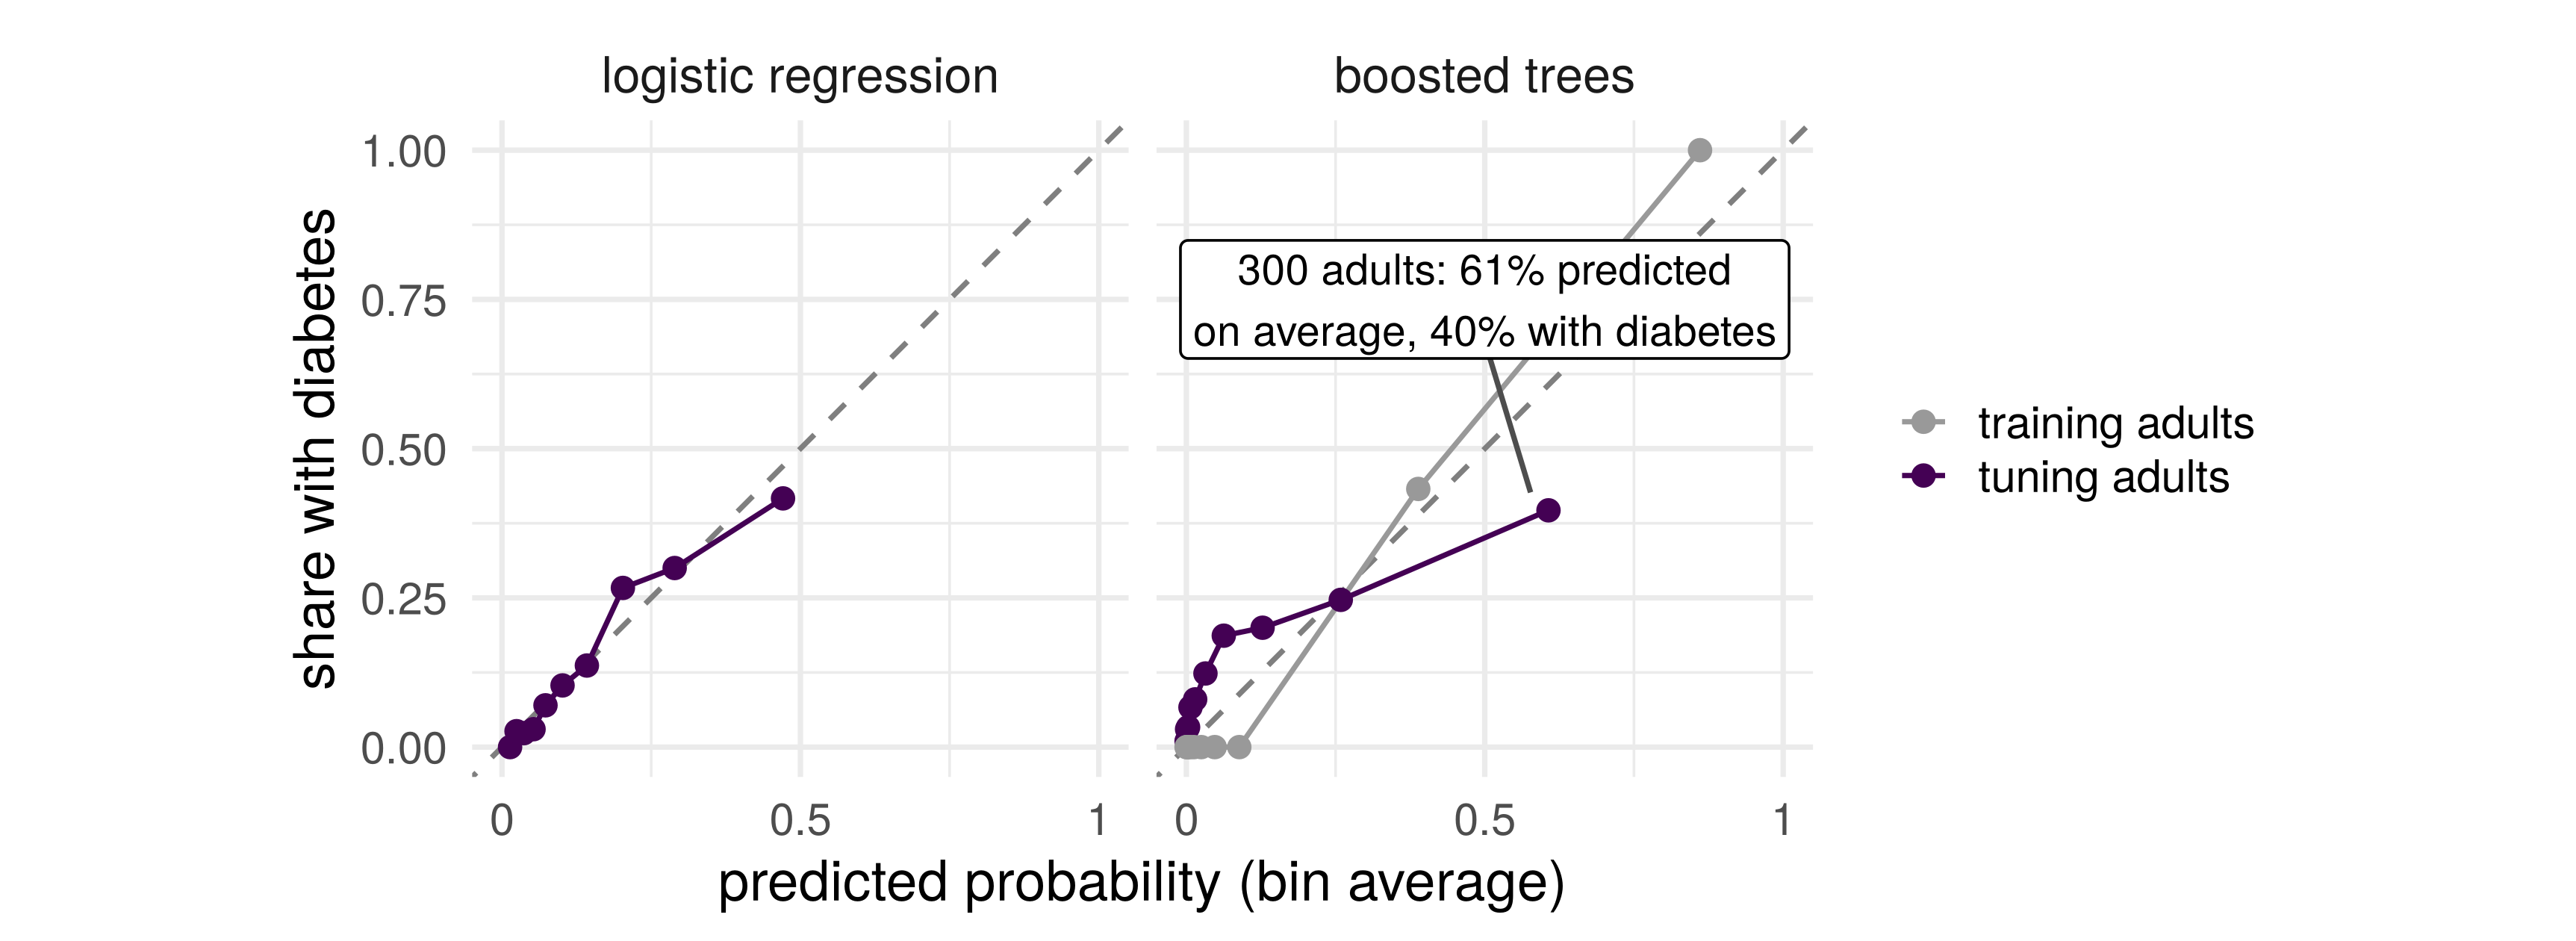 logistic regression
boosted trees
1.00
0.75
0.50
0.25
0.00
share with diabetes
300 adults: 61% predicted
on average, 40% with diabetes
0
0.5
1
0
0.5
1
predicted probability (bin average)
training adults
tuning adults